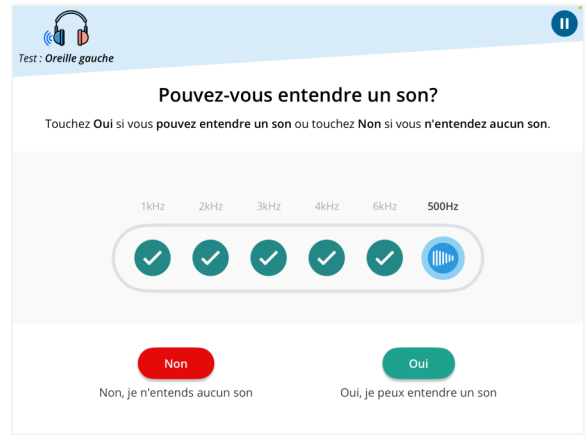 Test : Oreille gauche
Pouvez-vous entendre un son?
Touchez Oui si vous pouvez entendre un son ou touchez Non si vous n'entendez aucun son.
1kHz 2kHz 3kHz 4kHz 6kHz 500Hz
Non Oui
Non, je n'entends aucun son Oui, je peux entendre un son